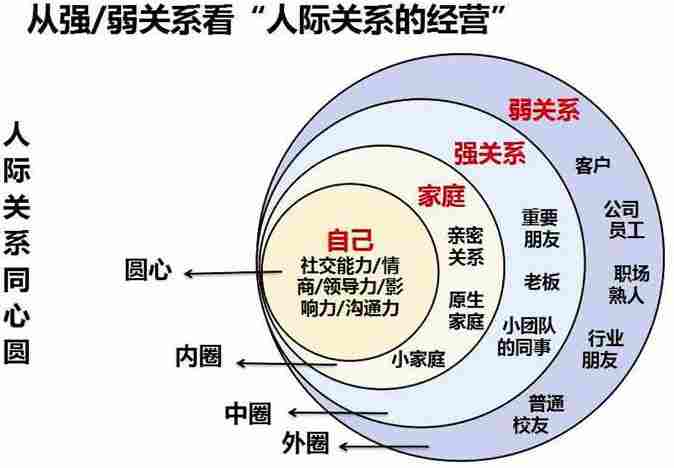 从强/弱关系看“人际关系的经营”
人际关系同心圆
弱关系
客户
公司
员工
职场
熟人
行业
朋友
普通
校友
强关系
重要
朋友
老板
小团队
的同事
家庭
亲密
关系
原生
家庭
小家庭
自己
社交能力/情
商/领导力/影
响力/沟通力
圆心
内圈
中圈
外圈